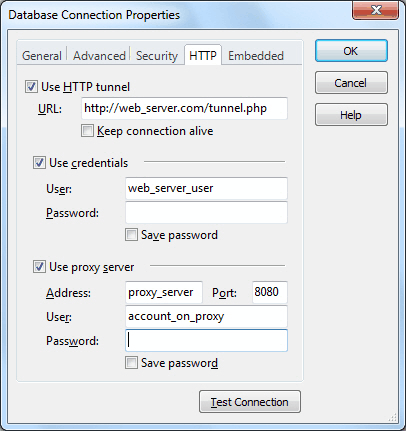 Database Connection Properties
General Advanced Security HTTP Embedded
OK
Use HTTP tunnel
Cancel
URL: http://web_server.com/tunnel.php
Help
Keep connection alive
Use credentials
User: web_server_user
Password:
Save password
Use proxy server
Address: proxy_server Port: 8080
User: account_on_proxy
Password:
Save password
Test Connection